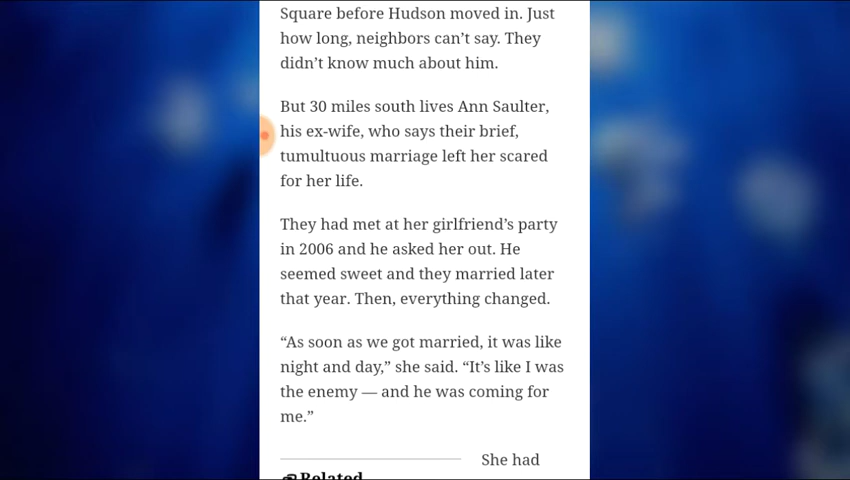 Square before Hudson moved in. Just
how long, neighbors can’t say. They
didn’t know much about him.
But 30 miles south lives Ann Saulter,
his ex-wife, who says their brief,
tumultuous marriage left her scared
for her life.
They had met at her girlfriend’s party
in 2006 and he asked her out. He
seemed sweet and they married later
that year. Then, everything changed.
“As soon as we got married, it was like
night and day,” she said. “It’s like I was
the enemy — and he was coming for
me.”
She had
Related